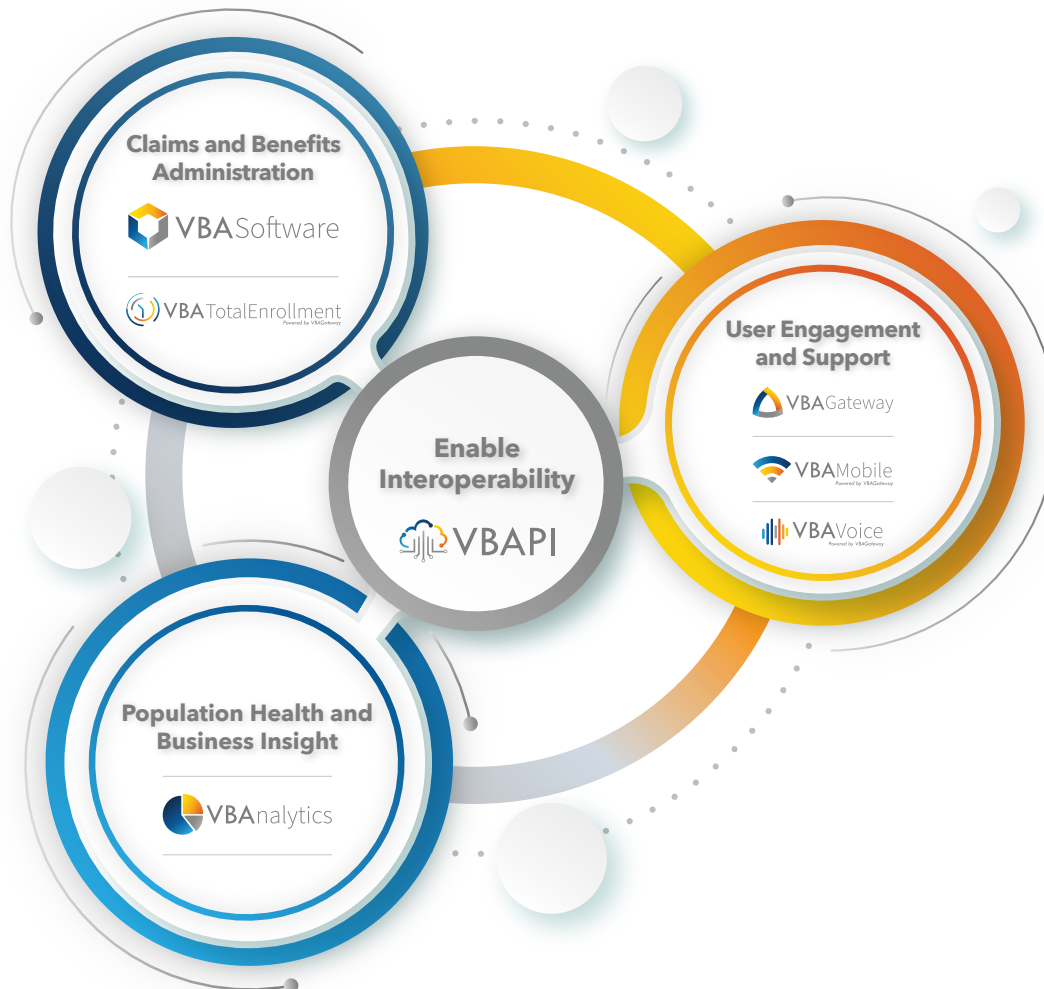 Claims and Benefits
Administration
VBASoftware
VBATotalEnrollment
Powered by VBAGateway
User Engagement
and Support
VBAGateway
VBAMobile
Powered by VBAGateway
VBAVoice
Powered by VBAGateway
Enable
Interoperability
VBAPI
Population Health and
Business Insight
VBAnalytics